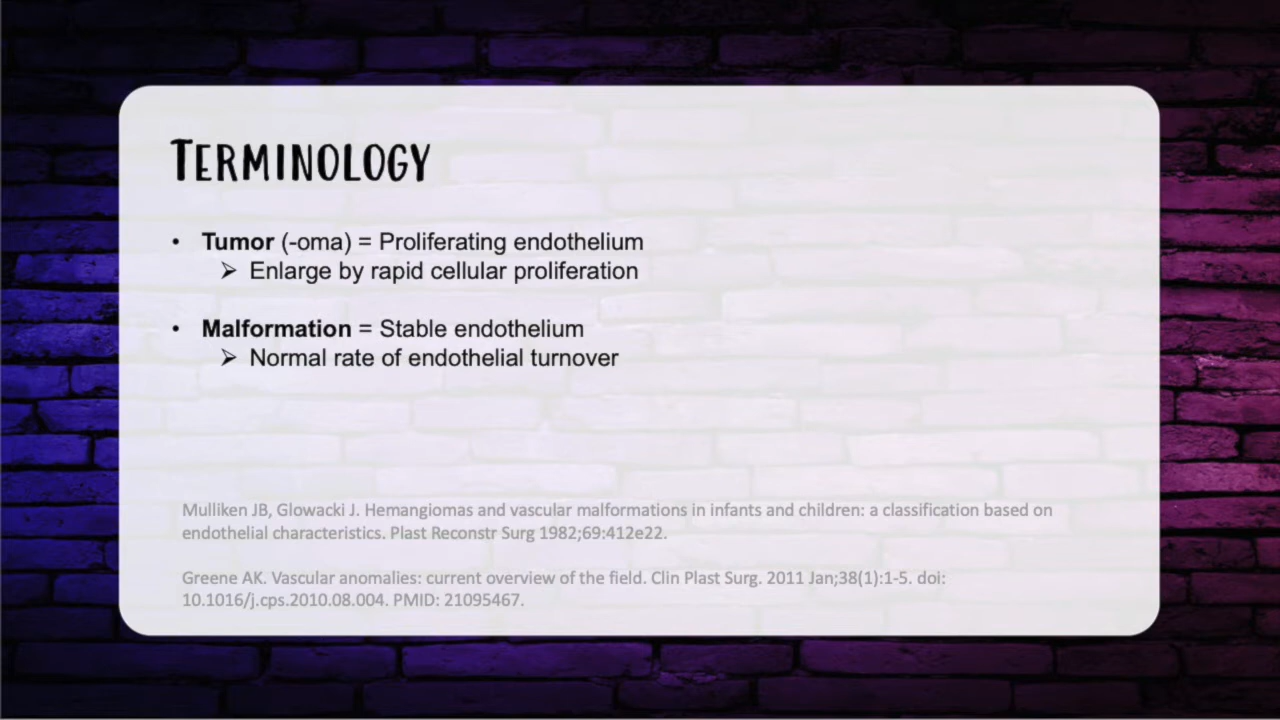 TERMINOLOGY
• Tumor (-oma) = Proliferating endothelium
➢ Enlarge by rapid cellular proliferation
• Malformation = Stable endothelium
➢ Normal rate of endothelial turnover
Mulliken JB, Glowacki J. Hemangiomas and vascular malformations in infants and children: a classification based on
endothelial characteristics. Plast Reconstr Surg 1982;69:412e22.
Greene AK. Vascular anomalies: current overview of the field. Clin Plast Surg. 2011 Jan;38(1):1-5. doi:
10.1016/j.cps.2010.08.004. PMID: 21095467.